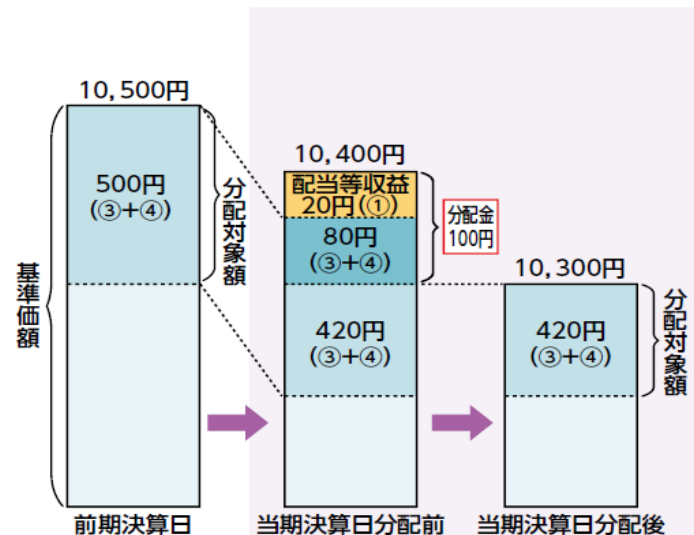 10,500円
500円
(③+④)
分配対象額
基準価額
前期決算日
10,400円
配当等収益
20円(①)
80円
(③+④)
分配金
100円
420円
(③+④)
当期決算日分配前
10,300円
420円
(③+④)
分配対象額
当期決算日分配後